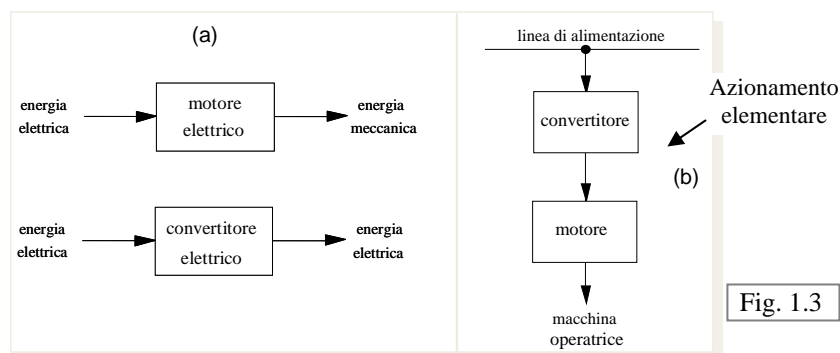 (a)
energia
elettrica
motore
elettrico
energia
meccanica
energia
elettrica
convertitore
elettrico
energia
elettrica
linea di alimentazione
convertitore
motore
macchina
operatrice
(b)
Azionamento
elementare
Fig. 1.3